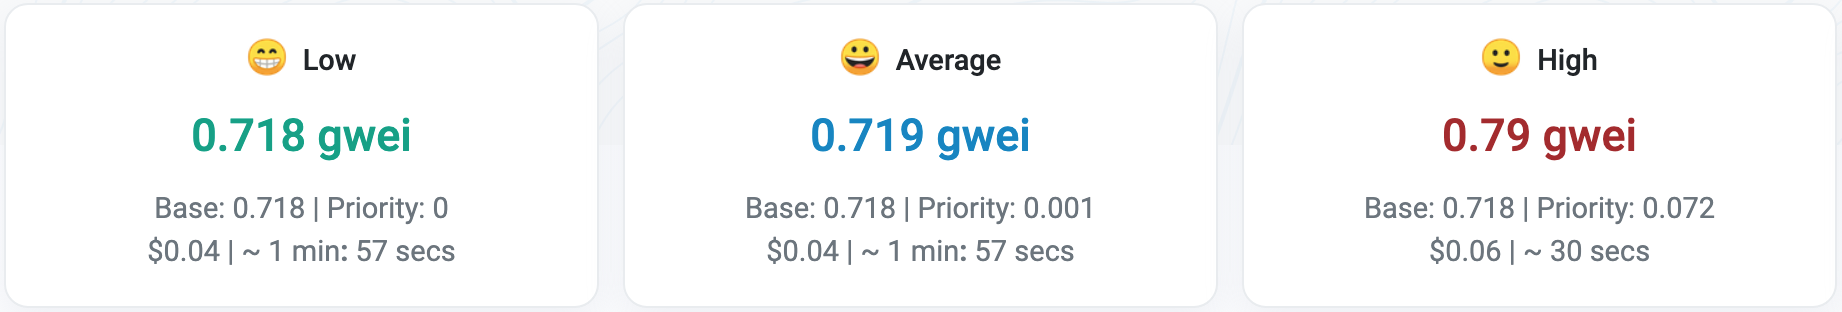 😁 Low
0.718 gwei
Base: 0.718 | Priority: 0
$0.04 | ~ 1 min: 57 secs
😀 Average
0.719 gwei
Base: 0.718 | Priority: 0.001
$0.04 | ~ 1 min: 57 secs
🙂 High
0.79 gwei
Base: 0.718 | Priority: 0.072
$0.06 | ~ 30 secs